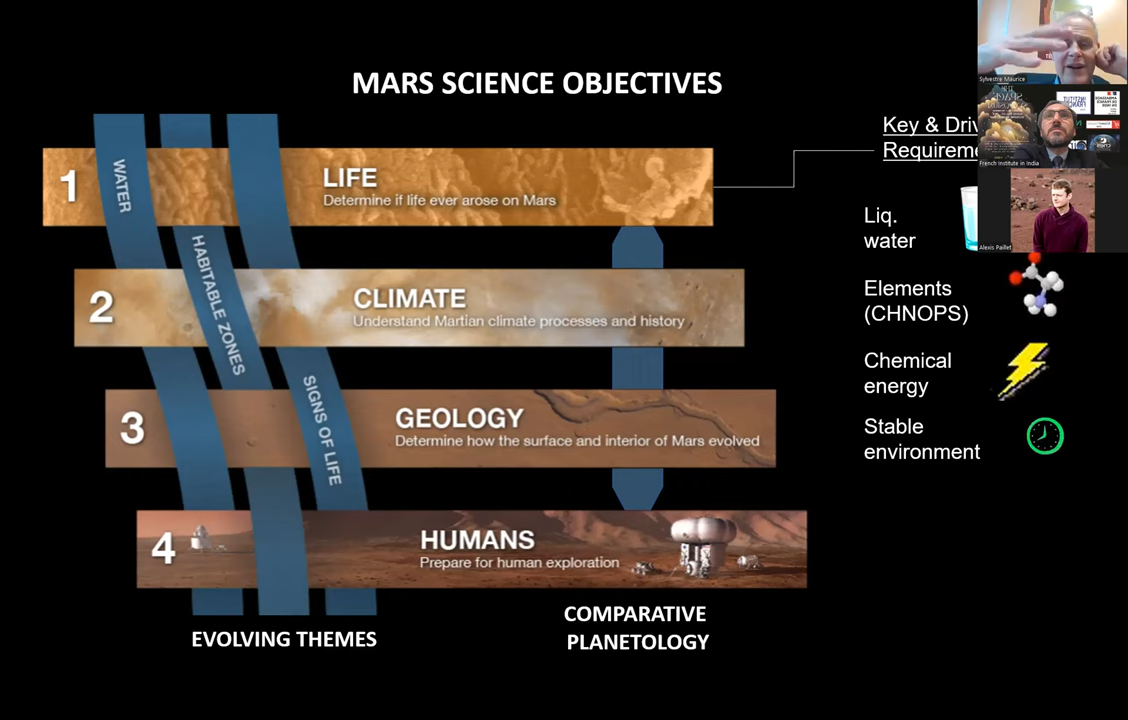 MARS SCIENCE OBJECTIVES
WATER
HABITABLE ZONES
SIGNS OF LIFE
1
LIFE
Determine if life ever arose on Mars
2
CLIMATE
Understand Martian climate processes and history
3
GEOLOGY
Determine how the surface and interior of Mars evolved
4
HUMANS
Prepare for human exploration
EVOLVING THEMES
COMPARATIVE
PLANETOLOGY
Key & Driv
Requireme
Liq.
water
Elements
(CHNOPS)
Chemical
energy
Stable
environment
Sylvestre Maurice
French Institute in India
Alexis Paillet